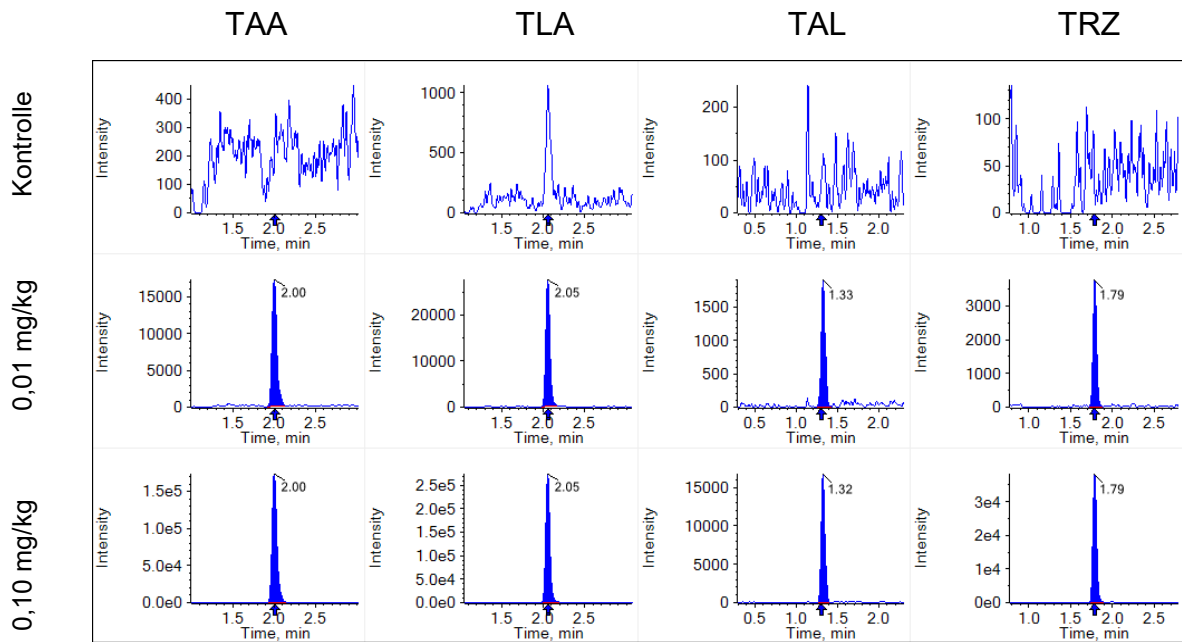 TAA TLA TAL TRZ
Kontrolle
Intensity
400
300
200
100
0
1.5 2.0 2.5
Time, min
Intensity
1000
500
0
1.5 2.0 2.5
Time, min
Intensity
200
100
0
0.5 1.0 1.5 2.0
Time, min
Intensity
100
50
0
1.0 1.5 2.0 2.5
Time, min
0,01 mg/kg
Intensity
15000
10000
5000
0
2.00
1.5 2.0 2.5
Time, min
Intensity
20000
10000
0
2.05
1.5 2.0 2.5
Time, min
Intensity
1500
1000
500
0
1.33
0.5 1.0 1.5 2.0
Time, min
Intensity
3000
2000
1000
0
1.79
1.0 1.5 2.0 2.5
Time, min
0,10 mg/kg
Intensity
1.5e5
1.0e5
5.0e4
0.0e0
2.00
1.5 2.0 2.5
Time, min
Intensity
2.5e5
2.0e5
1.5e5
1.0e5
5.0e4
0.0e0
2.05
1.5 2.0 2.5
Time, min
Intensity
15000
10000
5000
0
1.32
0.5 1.0 1.5 2.0
Time, min
Intensity
3e4
2e4
1e4
0e0
1.79
1.0 1.5 2.0 2.5
Time, min